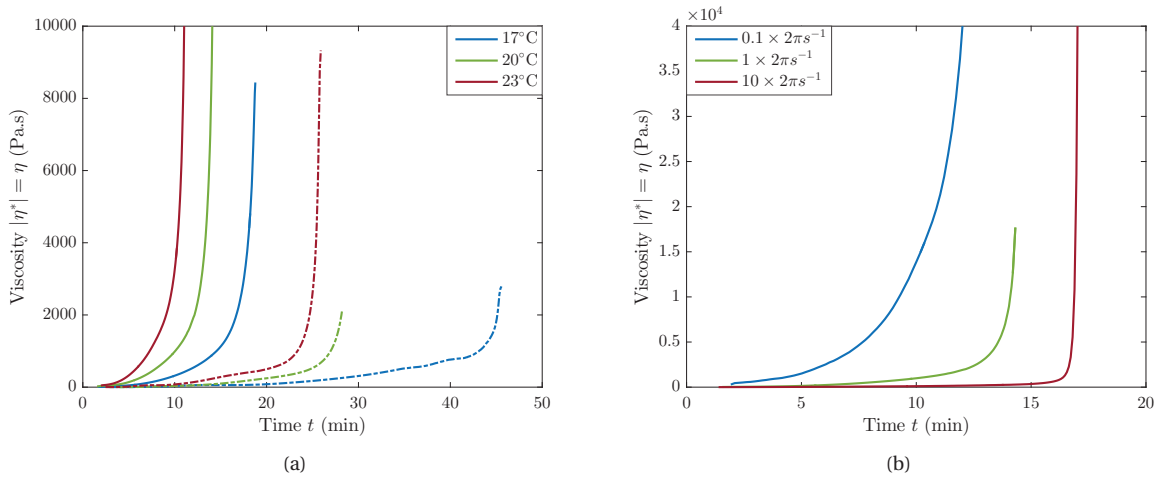 10000
8000
6000
4000
2000
0
Viscosity |η*| = η (Pa.s)
17°C
20°C
23°C
0
10
20
30
40
50
Time t (min)
(a)
×10⁴
4
3.5
3
2.5
2
1.5
1
0.5
0
Viscosity |η*| = η (Pa.s)
0.1 × 2πs⁻¹
1 × 2πs⁻¹
10 × 2πs⁻¹
0
5
10
15
20
Time t (min)
(b)